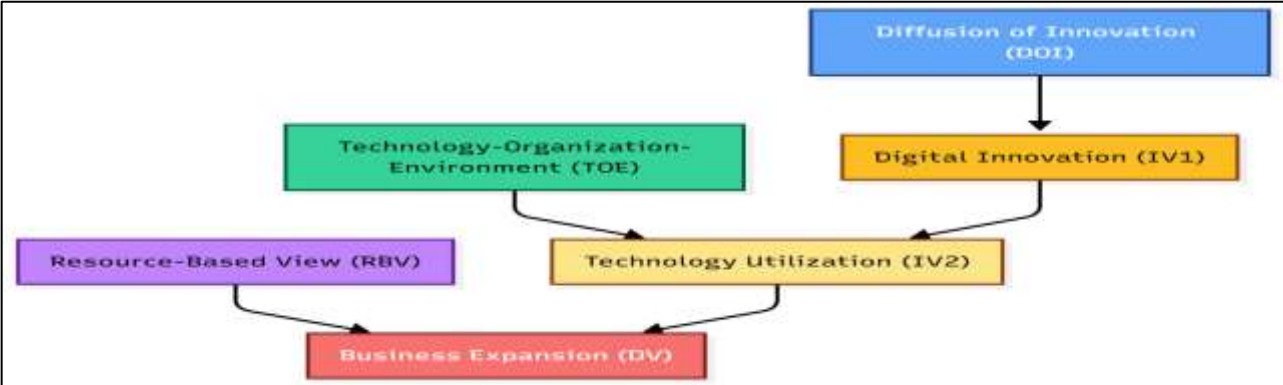 Diffusion of Innovation
(DOI)
Technology-Organization-
Environment (TOE)
Digital Innovation (IV1)
Resource-Based View (RBV)
Technology Utilization (IV2)
Business Expansion (DV)